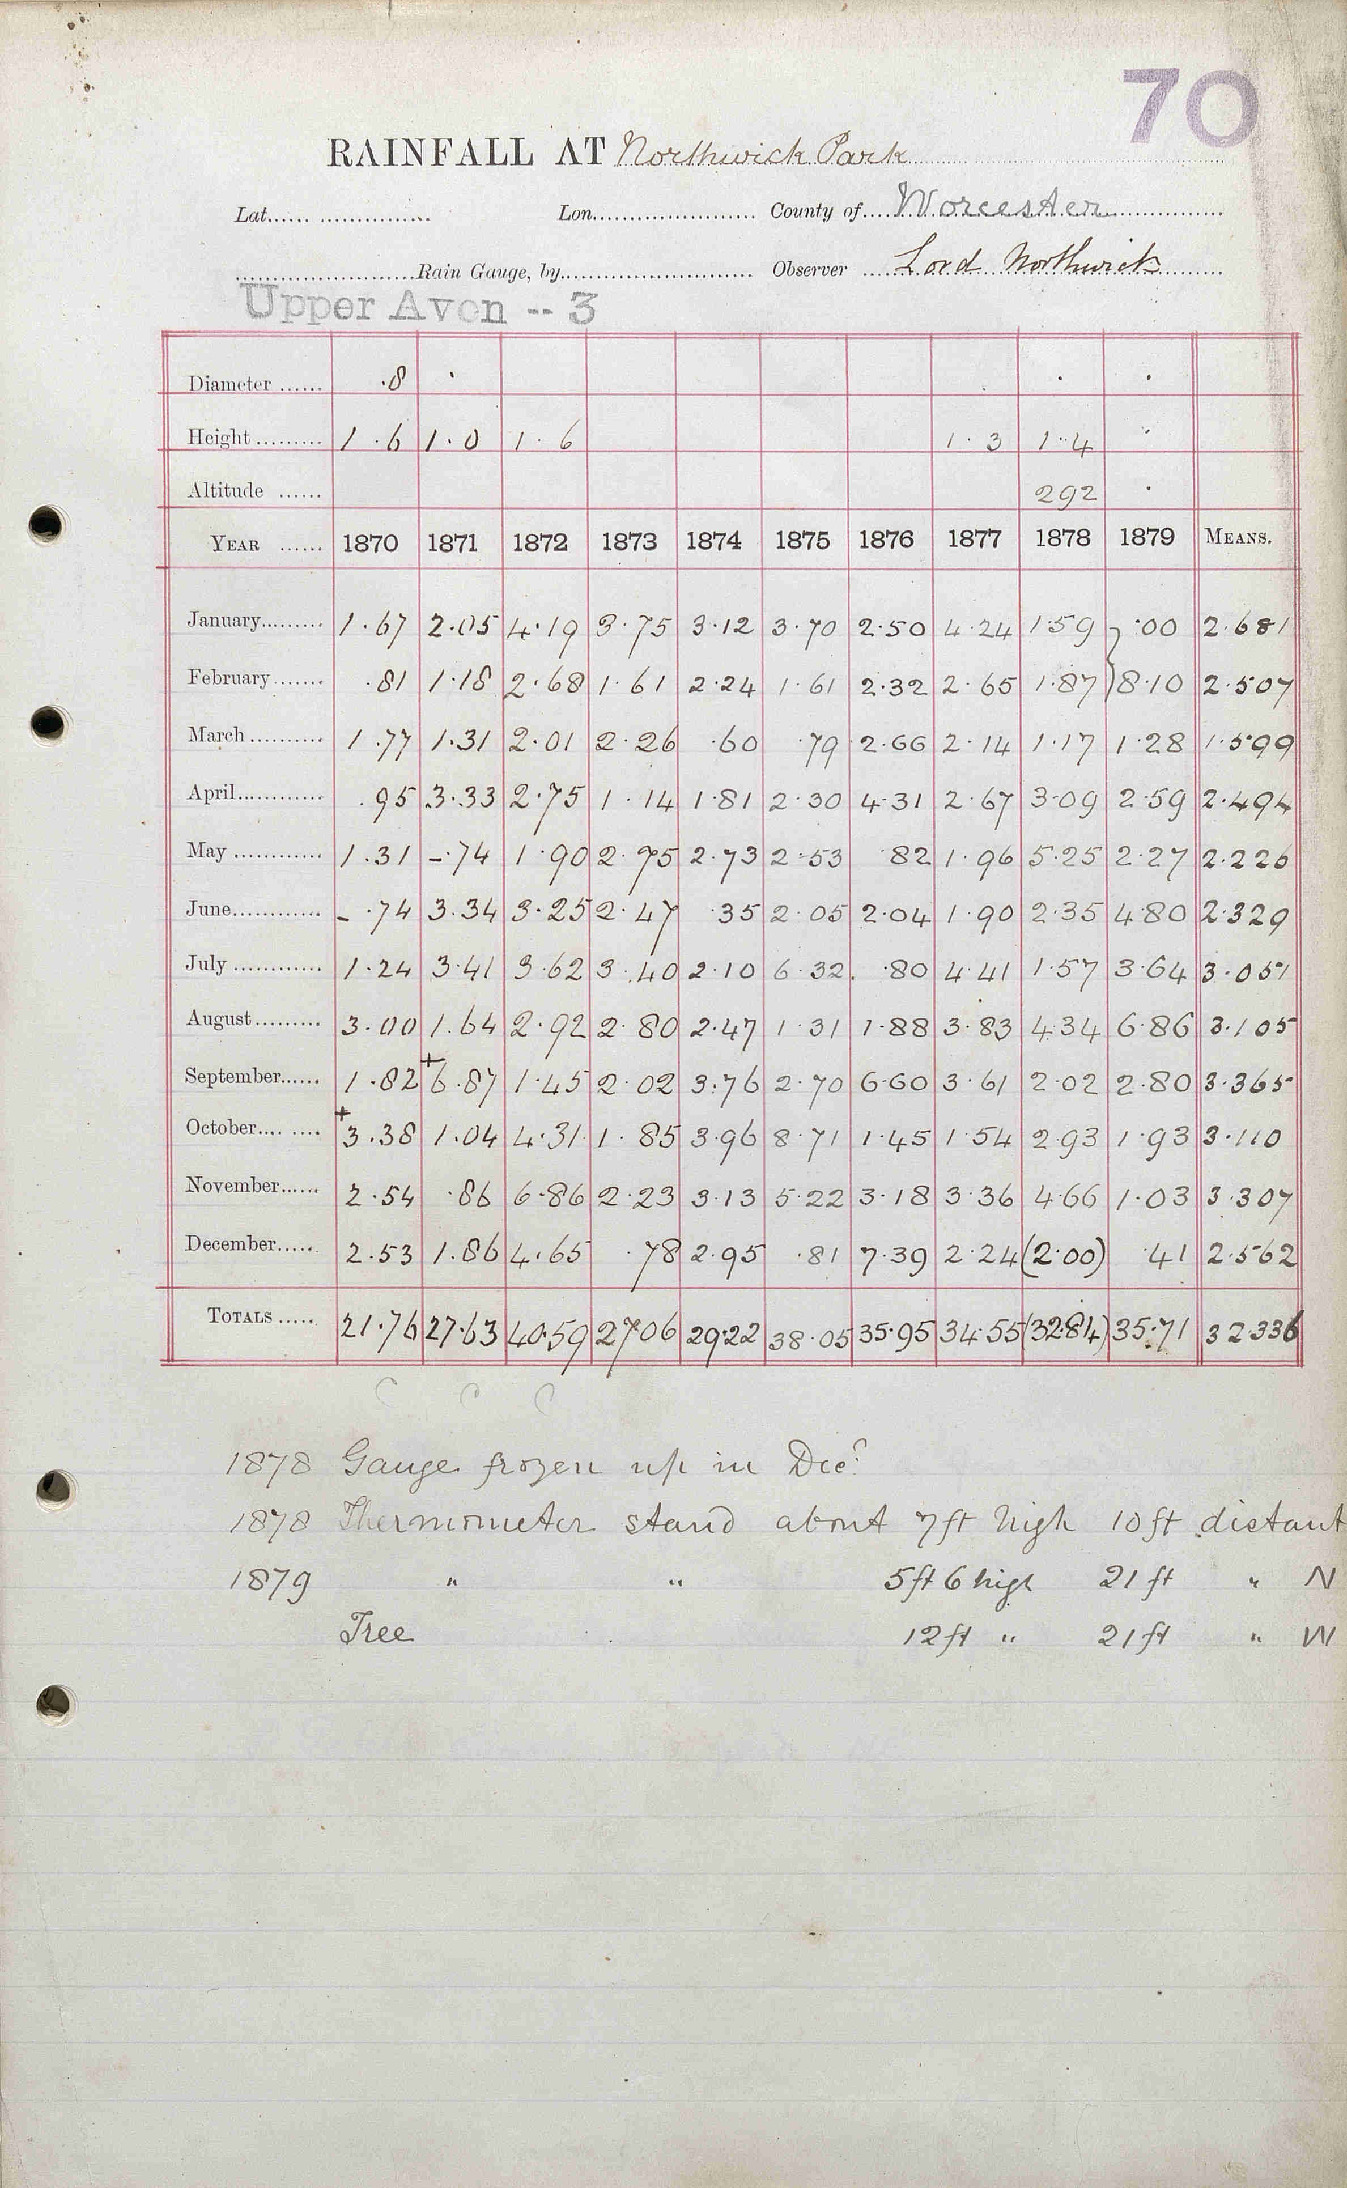 70
RAINFALL AT Northwick Park
Lat. Lon. County of Worcester
Rain Gauge, by Observer Lord Northwick
Upper Avon -- 3
Diameter ·8 · · ·
Height 1·6 1·0 1·6 1·3 1·4 ·
Altitude 292 ·
YEAR 1870 1871 1872 1873 1874 1875 1876 1877 1878 1879 MEANS.
January 1·67 2·05 4·19 3·75 3·12 3·70 2·50 4·24 1·59 } ·00 2·681
February ·81 1·18 2·68 1·61 2·24 1·61 2·32 2·65 1·87 } 8·10 2·507
March 1·77 1·31 2·01 2·26 ·60 ·79 2·66 2·14 1·17 1·28 1·599
April ·95 3·33 2·75 1·14 1·81 2·30 4·31 2·67 3·09 2·59 2·494
May 1·31 -·74 1·90 2·75 2·73 2·53 82 1·96 5·25 2·27 2·226
June -·74 3·34 3·25 2·47 ·35 2·05 2·04 1·90 2·35 4·80 2·329
July 1·24 3·41 3·62 3·40 2·10 6·32 ·80 4·41 1·57 3·64 3·051
August 3·00 1·64 2·92 2·80 2·47 1·31 1·88 3·83 4·34 6·86 3·105
September 1·82 +6·87 1·45 2·02 3·76 2·70 6·60 3·61 2·02 2·80 3·365
October +3·38 1·04 4·31 1·85 3·96 8·71 1·45 1·54 2·93 1·93 3·110
November 2·54 ·86 6·86 2·23 3·13 5·22 3·18 3·36 4·66 1·03 3·307
December 2·53 1·86 4·65 ·78 2·95 ·81 7·39 2·24 (2·00) ·41 2·562
TOTALS 21·76 27·63 40·59 27·06 29·22 38·05 35·95 34·55 (32·84) 35·71 32·336
C C C
1878 Gauge frozen up in Decr.
1878 Thermometer stand about 7ft high 10ft distant
1879 " " 5ft 6 high 21ft " N
Tree 12ft " 21ft " W